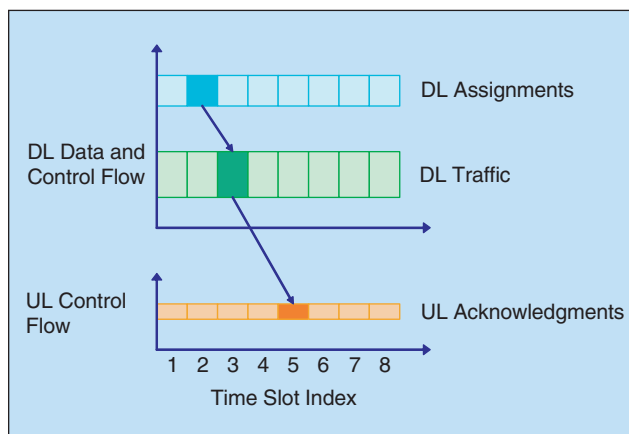 DL Assignments
DL Data and
Control Flow
DL Traffic
UL Control
Flow
UL Acknowledgments
1 2 3 4 5 6 7 8
Time Slot Index